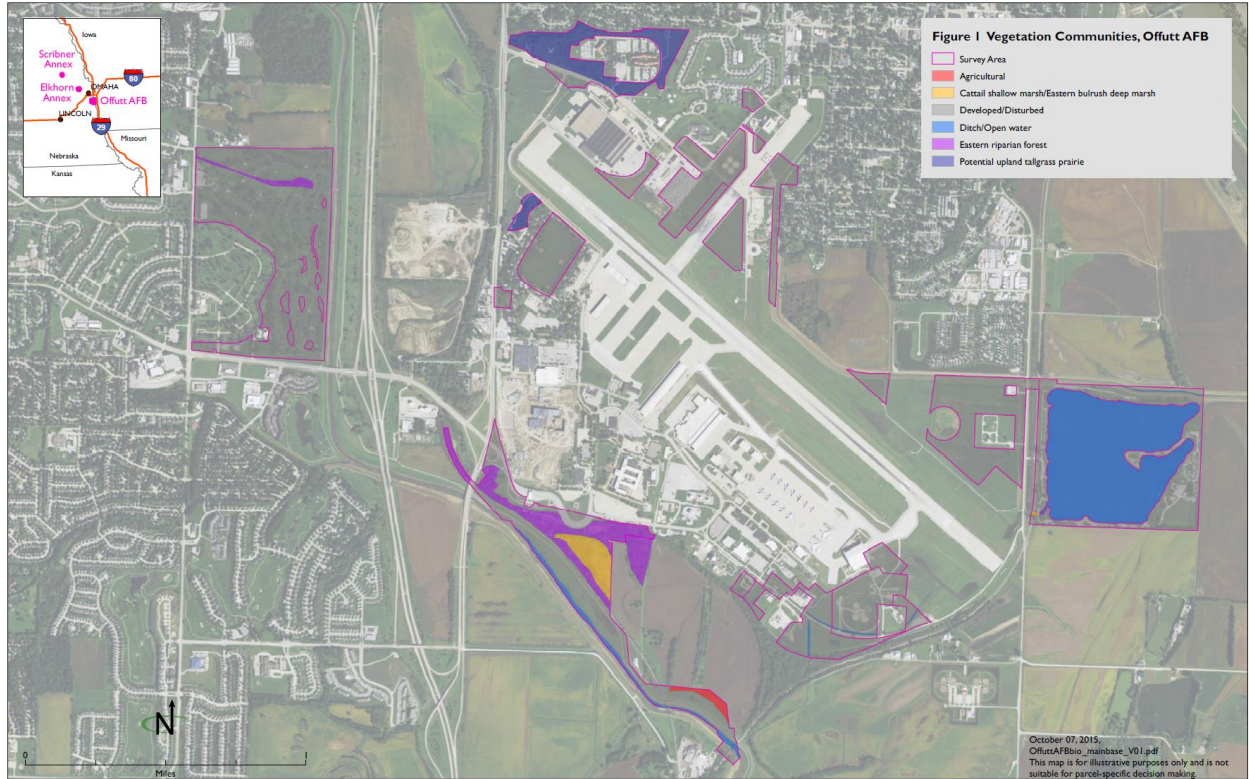 Iowa
Scribner
Annex
80
Elkhorn
Annex
OMAHA
Offutt AFB
LINCOLN
29
Missouri
Nebraska
Kansas
Figure 1 Vegetation Communities, Offutt AFB
Survey Area
Agricultural
Cattail shallow marsh/Eastern bulrush deep marsh
Developed/Disturbed
Ditch/Open water
Eastern riparian forest
Potential upland tallgrass prairie
N
0 1
Miles
October 07, 2015,
OffuttAFBbio_mainbase_V01.pdf
This map is for illustrative purposes only and is not
suitable for parcel-specific decision making.